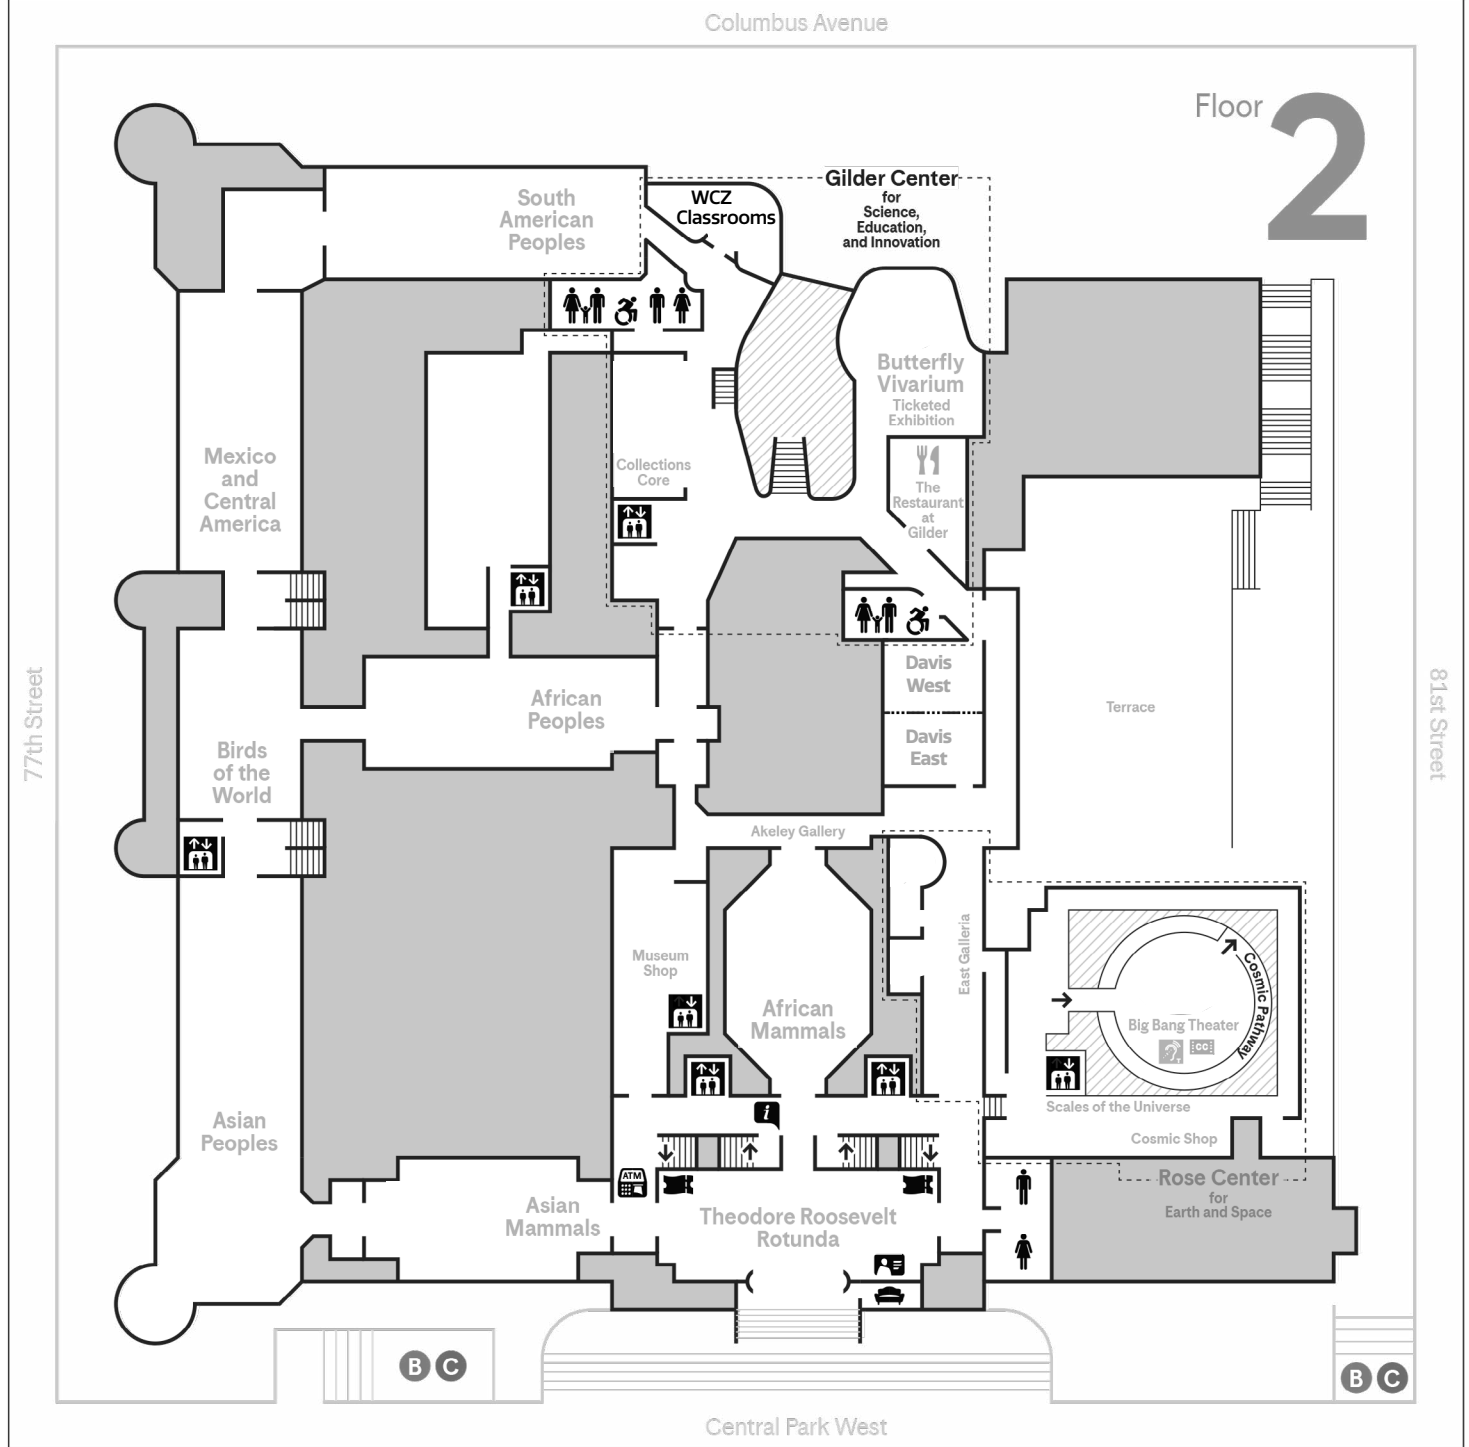 Columbus Avenue
Floor 2
Gilder Center
for
Science,
Education,
and Innovation
WCZ
Classrooms
South
American
Peoples
Butterfly
Vivarium
Ticketed
Exhibition
Mexico
and
Central
America
Collections
Core
The
Restaurant
at
Gilder
77th Street
81st Street
African
Peoples
Davis
West
Davis
East
Terrace
Birds
of the
World
Akeley Gallery
East Galleria
Museum
Shop
African
Mammals
Cosmic Pathway
Big Bang Theater
CC
Scales of the Universe
Cosmic Shop
Asian
Peoples
i
ATM
Asian
Mammals
Theodore Roosevelt
Rotunda
Rose Center
for
Earth and Space
B C
B C
Central Park West